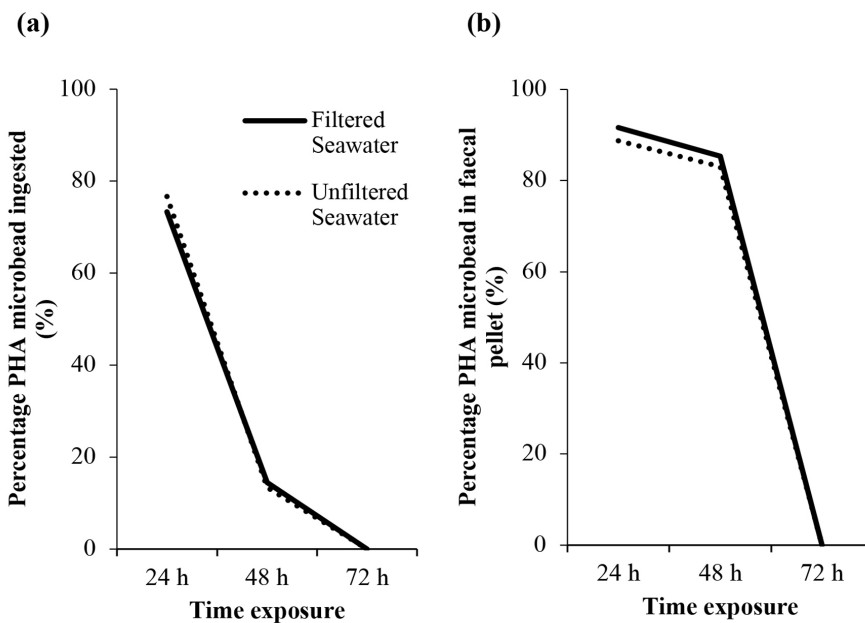 (a)
Percentage PHA microbead ingested
(%)
100
80
60
40
20
0
Filtered
Seawater
Unfiltered
Seawater
24 h
48 h
72 h
Time exposure
(b)
Percentage PHA microbead in faecal
pellet (%)
100
80
60
40
20
0
24 h
48 h
72 h
Time exposure